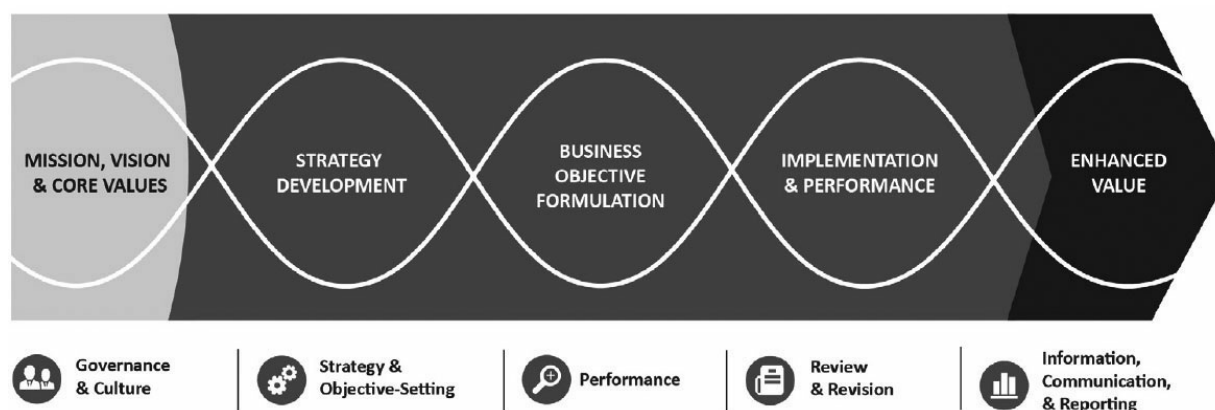 MISSION, VISION
& CORE VALUES
STRATEGY
DEVELOPMENT
BUSINESS
OBJECTIVE
FORMULATION
IMPLEMENTATION
& PERFORMANCE
ENHANCED
VALUE
Governance
& Culture
Strategy &
Objective-Setting
Performance
Review
& Revision
Information,
Communication,
& Reporting